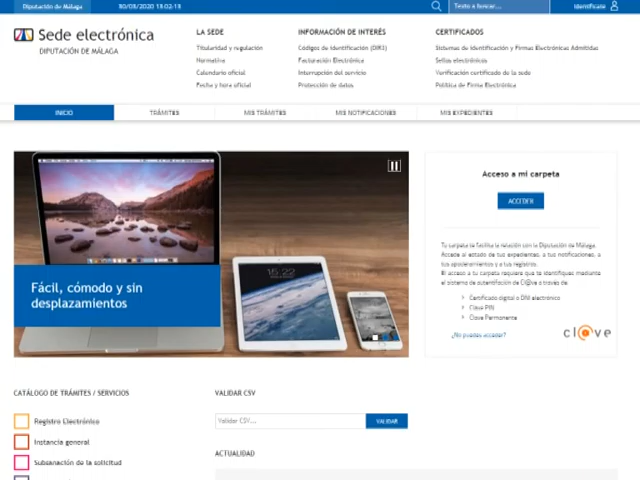 Diputación de Málaga
30/03/2020 18:02:18
Texto a buscar...
Identifícate
Sede electrónica
DIPUTACIÓN DE MÁLAGA
LA SEDE
Titularidad y regulación
Normativa
Calendario oficial
Fecha y hora oficial
INFORMACIÓN DE INTERÉS
Códigos de identificación (DIR3)
Facturación Electrónica
Interrupción del servicio
Protección de datos
CERTIFICADOS
Sistemas de Identificación y Firmas Electrónicas Admitidas
Sellos electrónicos
Verificación certificado de la sede
Política de Firma Electrónica
INICIO
TRÁMITES
MIS TRÁMITES
MIS NOTIFICACIONES
MIS EXPEDIENTES
Fácil, cómodo y sin
desplazamientos
15:22
Acceso a mi carpeta
ACCEDER
Tu carpeta te facilita la relación con la Diputación de Málaga.
Accede al estado de tus expedientes, a tus notificaciones, a
tus apoderamientos y a tus registros.
El acceso a tu carpeta requiere que te identifiques mediante
el sistema de autentifición de Cl@ve a través de:
Certificado digital o DNI electrónico
Clave PIN
Clave Permanente
¿No puedes acceder?
cl@ve
CATÁLOGO DE TRÁMITES / SERVICIOS
Registro Electrónico
Instancia general
Subsanación de la solicitud
VALIDAR CSV
Validar CSV...
VALIDAR
ACTUALIDAD